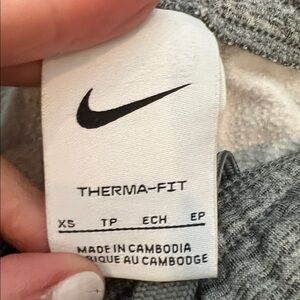 THERMA-FIT
XS TP ECH EP
MADE IN CAMBODIA
AU CAMBODGE